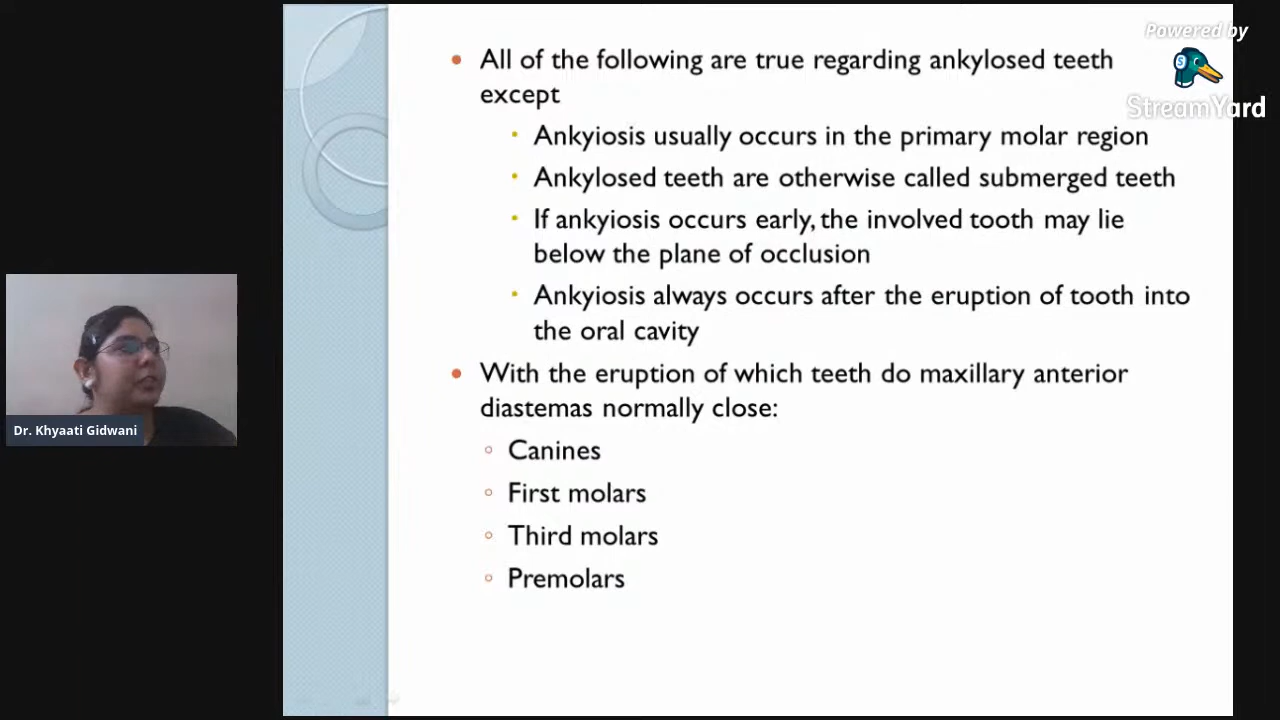 Powered by
StreamYard
All of the following are true regarding ankylosed teeth
except
Ankyiosis usually occurs in the primary molar region
Ankylosed teeth are otherwise called submerged teeth
If ankyiosis occurs early, the involved tooth may lie
below the plane of occlusion
Ankyiosis always occurs after the eruption of tooth into
the oral cavity
With the eruption of which teeth do maxillary anterior
diastemas normally close:
Canines
First molars
Third molars
Premolars
Dr. Khyaati Gidwani